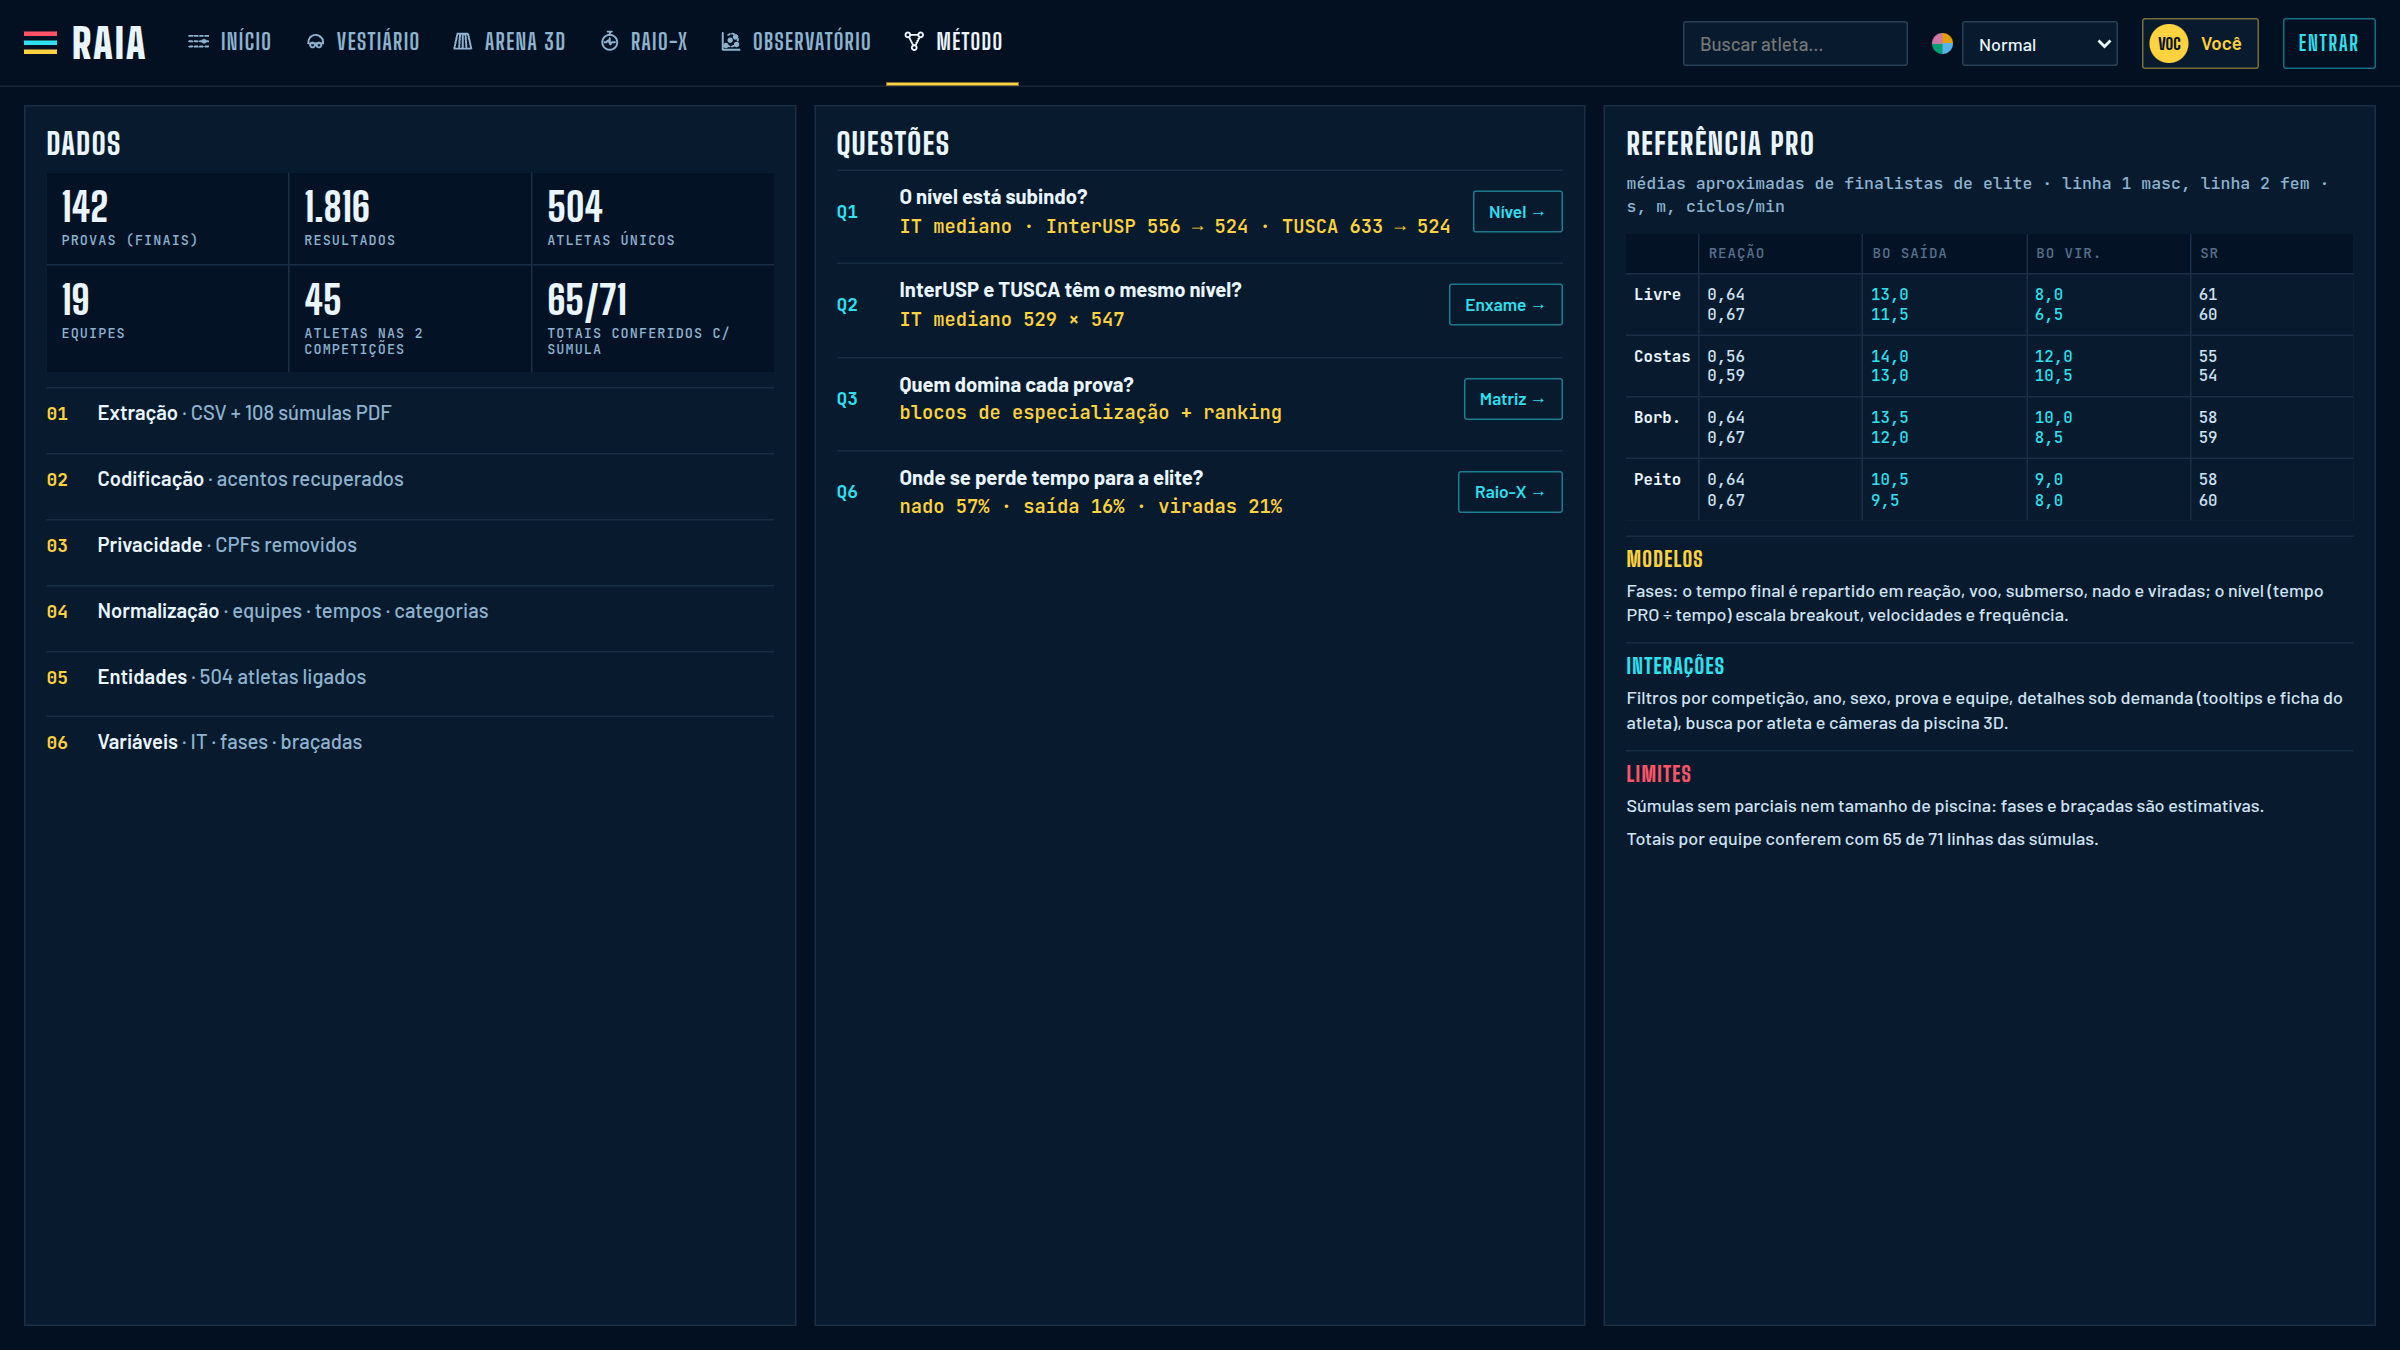 RAIA
INÍCIO
VESTIÁRIO
ARENA 3D
RAIO-X
OBSERVATÓRIO
MÉTODO
Buscar atleta...
Normal
VOC
Você
ENTRAR
DADOS
142
PROVAS (FINAIS)
1.816
RESULTADOS
504
ATLETAS ÚNICOS
19
EQUIPES
45
ATLETAS NAS 2
COMPETIÇÕES
65/71
TOTAIS CONFERIDOS C/
SÚMULA
01 Extração · CSV + 108 súmulas PDF
02 Codificação · acentos recuperados
03 Privacidade · CPFs removidos
04 Normalização · equipes · tempos · categorias
05 Entidades · 504 atletas ligados
06 Variáveis · IT · fases · braçadas
QUESTÕES
Q1
O nível está subindo?
IT mediano · InterUSP 556 → 524 · TUSCA 633 → 524
Nível →
Q2
InterUSP e TUSCA têm o mesmo nível?
IT mediano 529 × 547
Enxame →
Q3
Quem domina cada prova?
blocos de especialização + ranking
Matriz →
Q6
Onde se perde tempo para a elite?
nado 57% · saída 16% · viradas 21%
Raio-X →
REFERÊNCIA PRO
médias aproximadas de finalistas de elite · linha 1 masc, linha 2 fem ·
s, m, ciclos/min
REAÇÃO BO SAÍDA BO VIR. SR
Livre 0,64 13,0 8,0 61
0,67 11,5 6,5 60
Costas 0,56 14,0 12,0 55
0,59 13,0 10,5 54
Borb. 0,64 13,5 10,0 58
0,67 12,0 8,5 59
Peito 0,64 10,5 9,0 58
0,67 9,5 8,0 60
MODELOS
Fases: o tempo final é repartido em reação, voo, submerso, nado e viradas; o nível (tempo
PRO ÷ tempo) escala breakout, velocidades e frequência.
INTERAÇÕES
Filtros por competição, ano, sexo, prova e equipe, detalhes sob demanda (tooltips e ficha do
atleta), busca por atleta e câmeras da piscina 3D.
LIMITES
Súmulas sem parciais nem tamanho de piscina: fases e braçadas são estimativas.
Totais por equipe conferem com 65 de 71 linhas das súmulas.